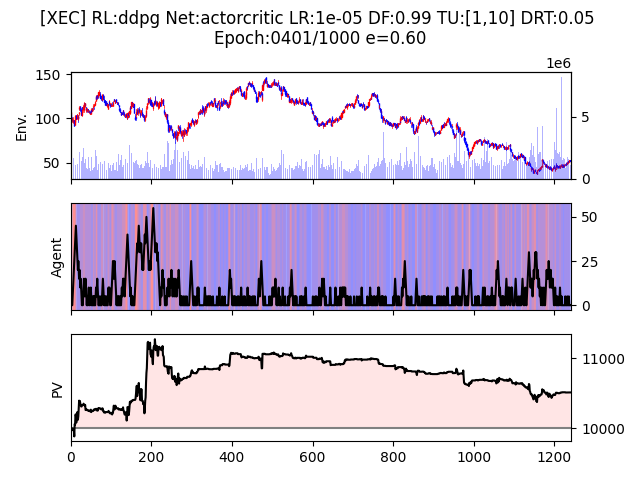 [XEC] RL:ddpg Net:actorcritic LR:1e-05 DF:0.99 TU:[1,10] DRT:0.05
Epoch:0401/1000 e=0.60
1e6
150
100
50
Env.
5
0
Agent
50
25
0
PV
11000
10000
0 200 400 600 800 1000 1200